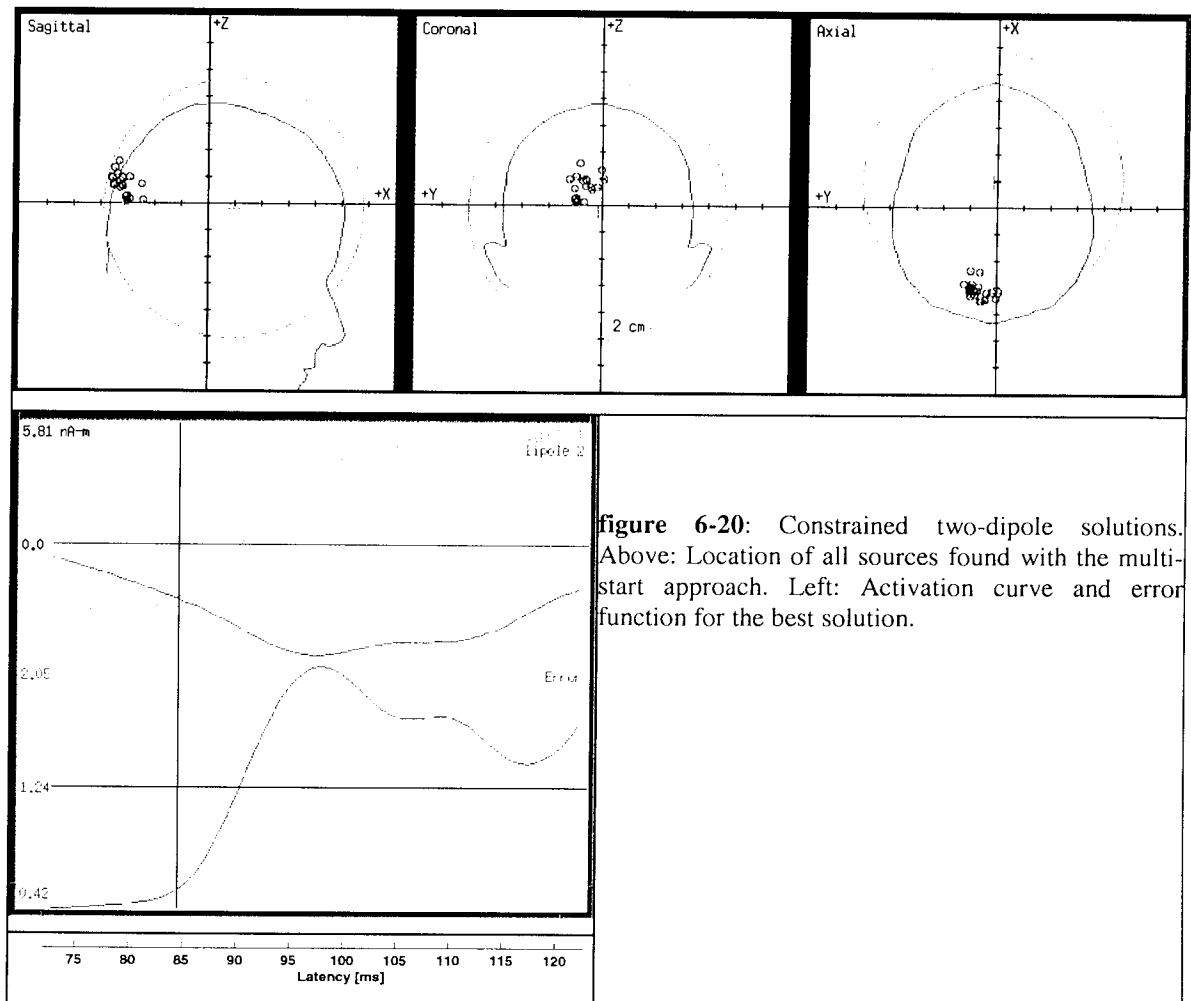 Sagittal
+Z
+X
Coronal
+Z
+Y
2 cm
Axial
+X
+Y
5.81 nA-m
Dipole 2
0.0
2.05
Error
1.24
0.42
75 80 85 90 95 100 105 110 115 120
Latency [ms]
figure 6-20: Constrained two-dipole solutions.
Above: Location of all sources found with the multi-
start approach. Left: Activation curve and error
function for the best solution.